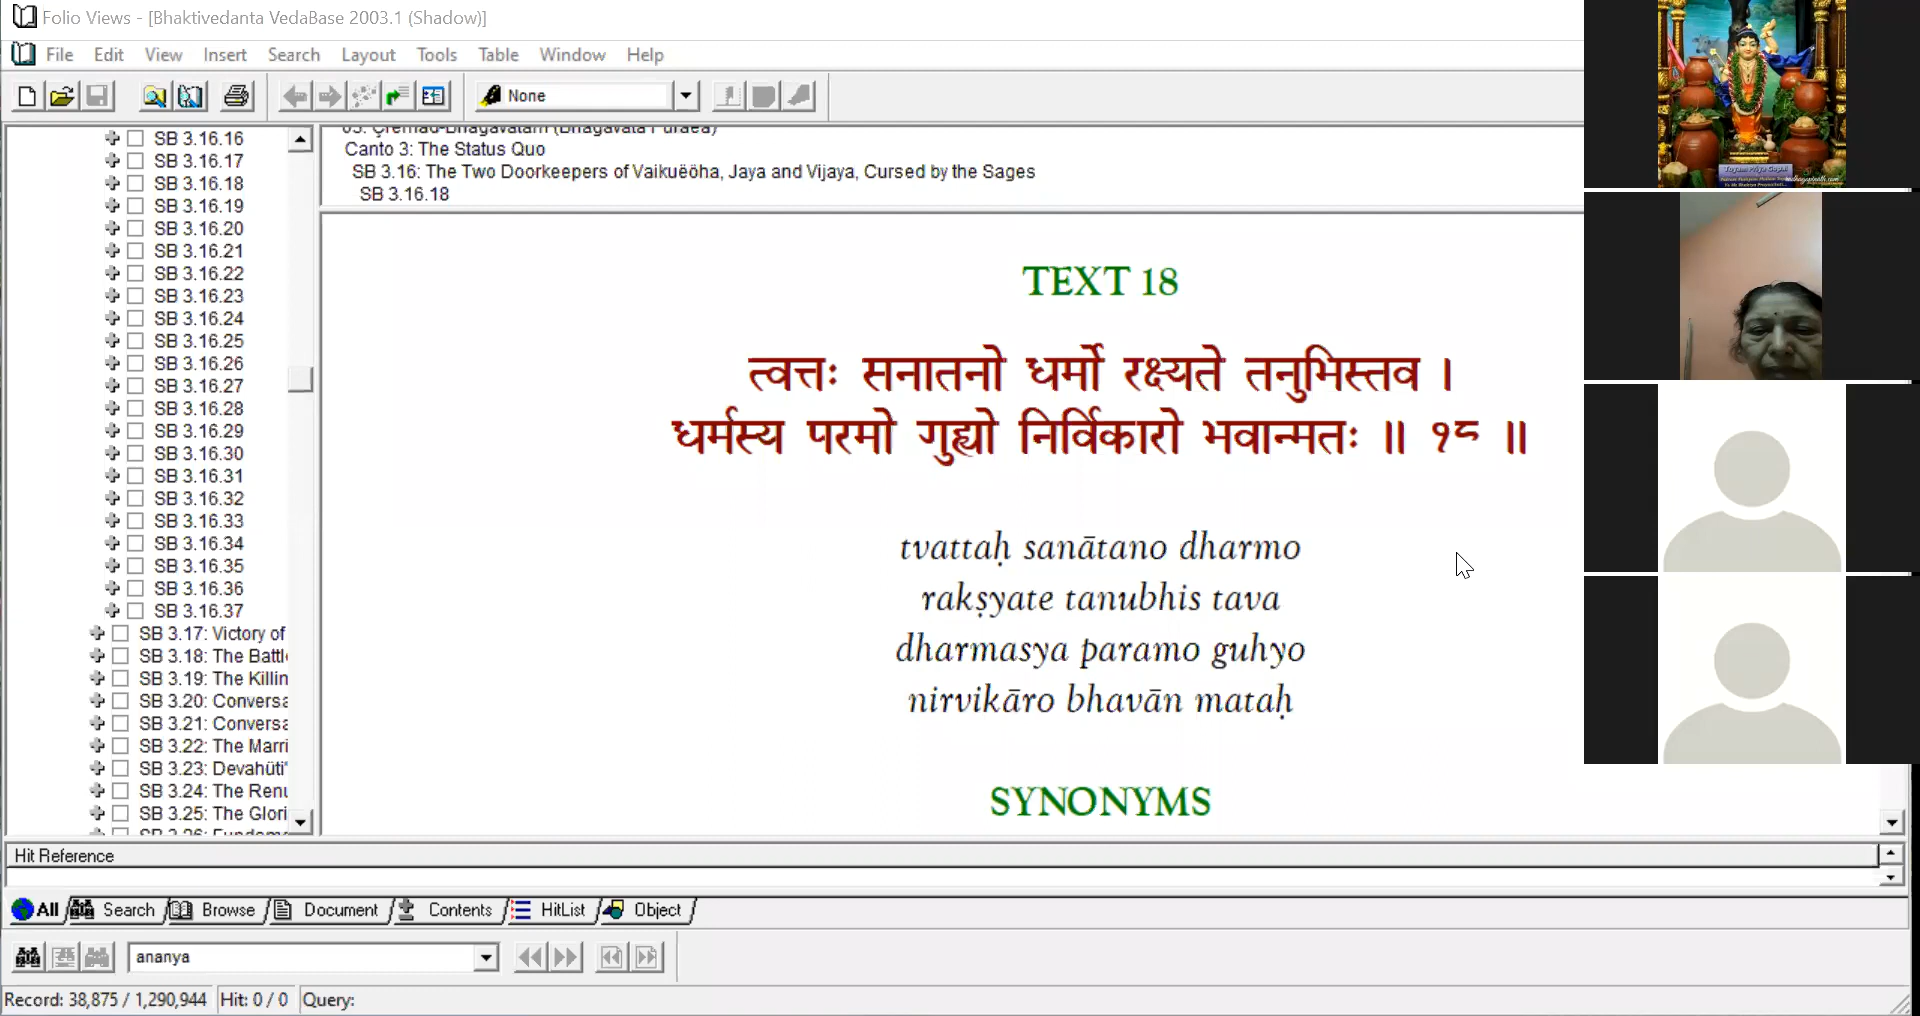 Folio Views - [Bhaktivedanta VedaBase 2003.1 (Shadow)]
File Edit View Insert Search Layout Tools Table Window Help
None
SB 3.16.16
SB 3.16.17
SB 3.16.18
SB 3.16.19
SB 3.16.20
SB 3.16.21
SB 3.16.22
SB 3.16.23
SB 3.16.24
SB 3.16.25
SB 3.16.26
SB 3.16.27
SB 3.16.28
SB 3.16.29
SB 3.16.30
SB 3.16.31
SB 3.16.32
SB 3.16.33
SB 3.16.34
SB 3.16.35
SB 3.16.36
SB 3.16.37
SB 3.17: Victory of
SB 3.18: The Battl
SB 3.19: The Killin
SB 3.20: Conversa
SB 3.21: Conversa
SB 3.22: The Marri
SB 3.23: Devahüti'
SB 3.24: The Renu
SB 3.25: The Glori
Canto 3: The Status Quo
SB 3.16: The Two Doorkeepers of Vaikuëöha, Jaya and Vijaya, Cursed by the Sages
SB 3.16.18
TEXT 18
त्वत्तः सनातनो धर्मो रक्ष्यते तनुभिस्तव ।
धर्मस्य परमो गुह्यो निर्विकारो भवान्मतः ॥ १८ ॥
tvattaḥ sanātano dharmo
rakṣyate tanubhis tava
dharmasya paramo guhyo
nirvikāro bhavān mataḥ
SYNONYMS
Hit Reference
All Search Browse Document Contents HitList Object
ananya
Record: 38,875 / 1,290,944 Hit: 0 / 0 Query: